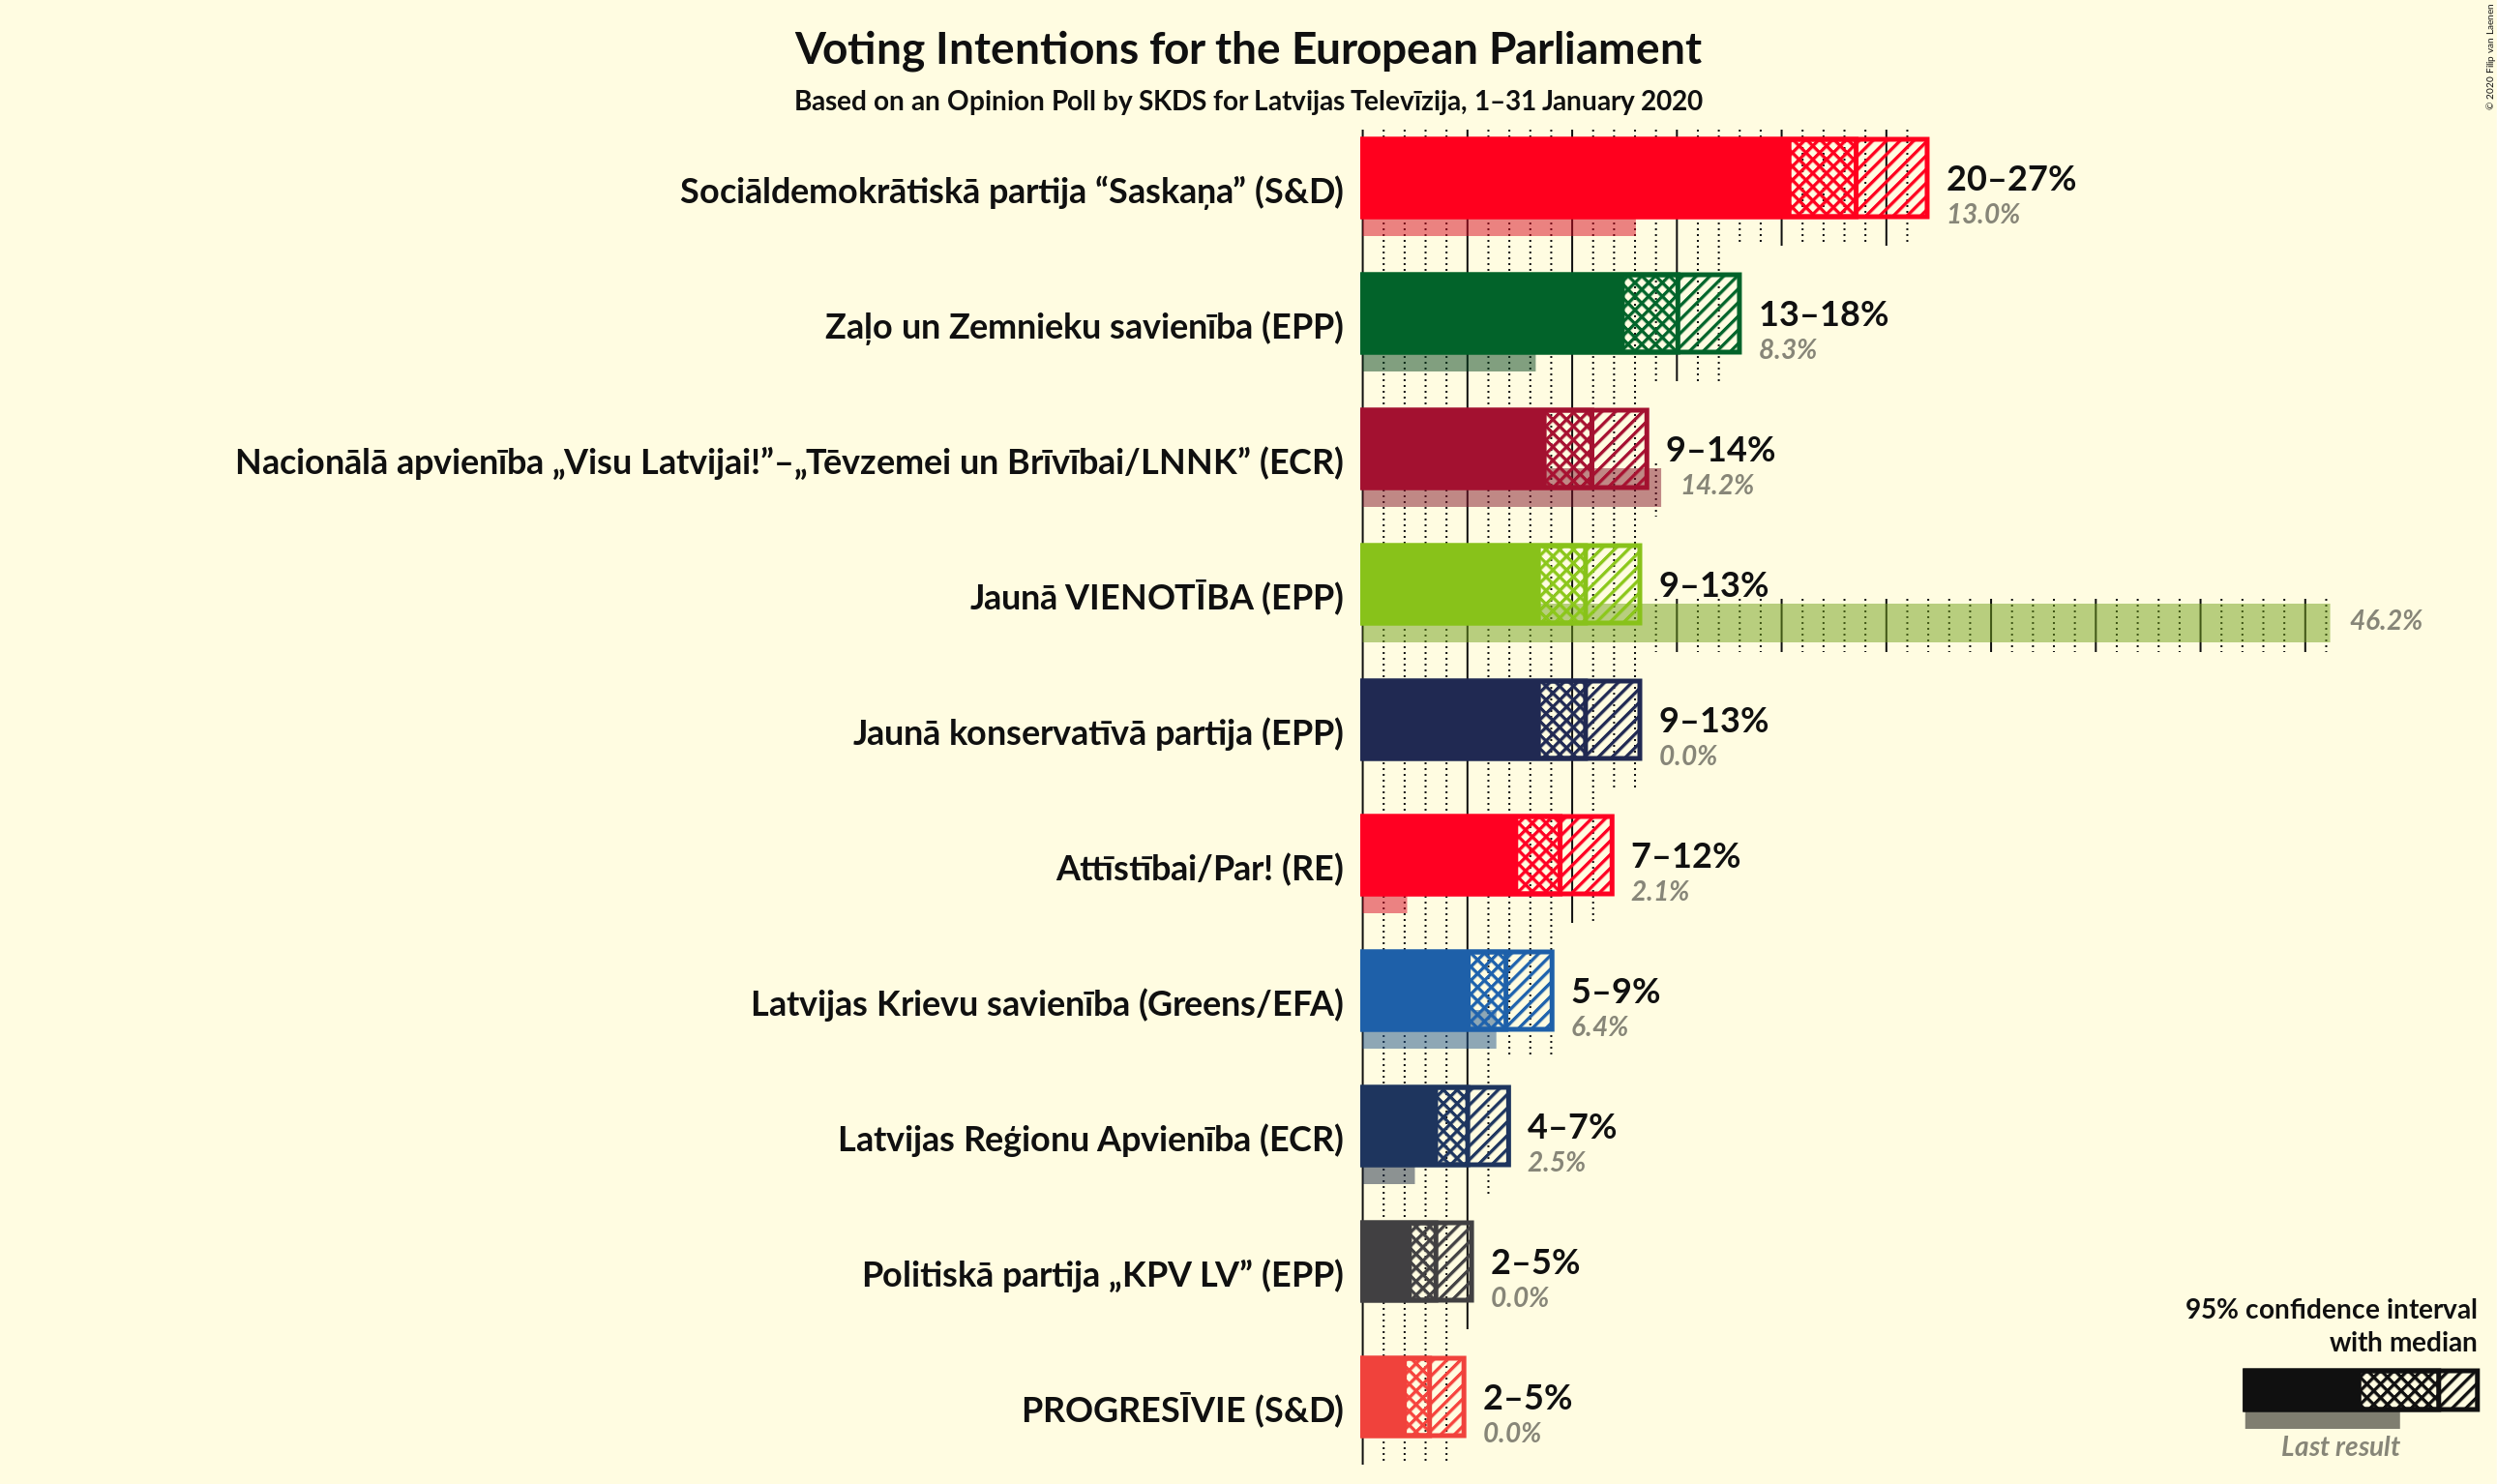 Voting Intentions for the European Parliament
Based on an Opinion Poll by SKDS for Latvijas Televīzija, 1–31 January 2020
© 2020 Filip van Laenen
Sociāldemokrātiskā partija “Saskaņa” (S&D)
20–27%
13.0%
Zaļo un Zemnieku savienība (EPP)
13–18%
8.3%
Nacionālā apvienība „Visu Latvijai!”–„Tēvzemei un Brīvībai/LNNK” (ECR)
9–14%
14.2%
Jaunā VIENOTĪBA (EPP)
9–13%
46.2%
Jaunā konservatīvā partija (EPP)
9–13%
0.0%
Attīstībai/Par! (RE)
7–12%
2.1%
Latvijas Krievu savienība (Greens/EFA)
5–9%
6.4%
Latvijas Reģionu Apvienība (ECR)
4–7%
2.5%
Politiskā partija „KPV LV” (EPP)
2–5%
0.0%
PROGRESĪVIE (S&D)
2–5%
0.0%
95% confidence interval
with median
Last result